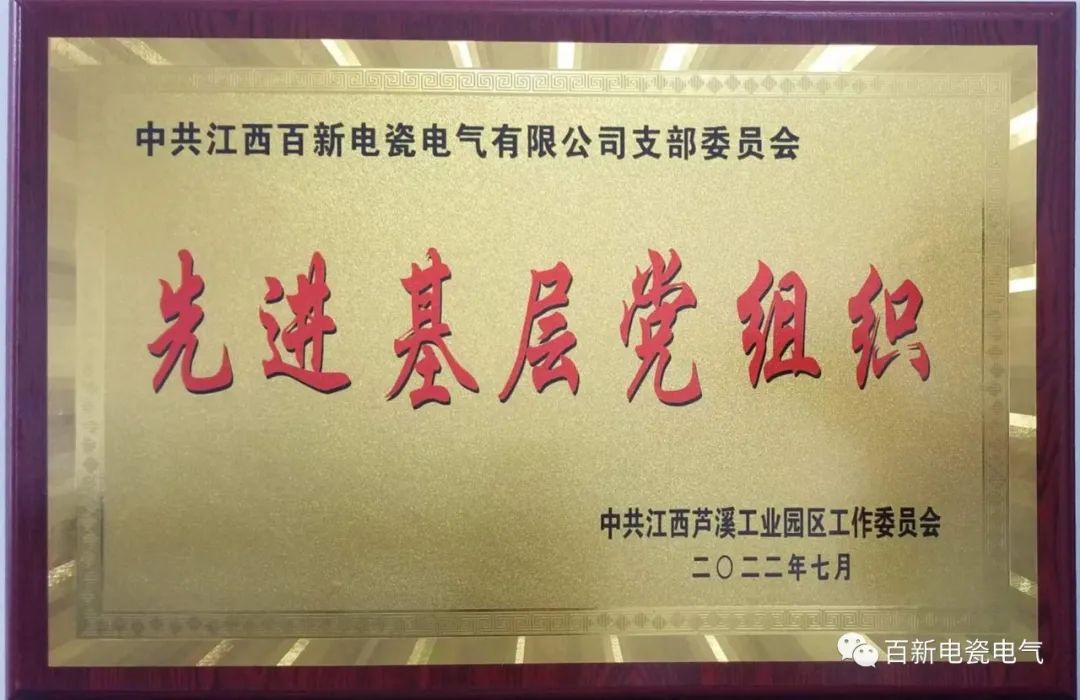 中共江西百新电瓷电气有限公司支部委员会
先进基层党组织
中共江西芦溪工业园区工作委员会
二〇二二年七月
百新电瓷电气